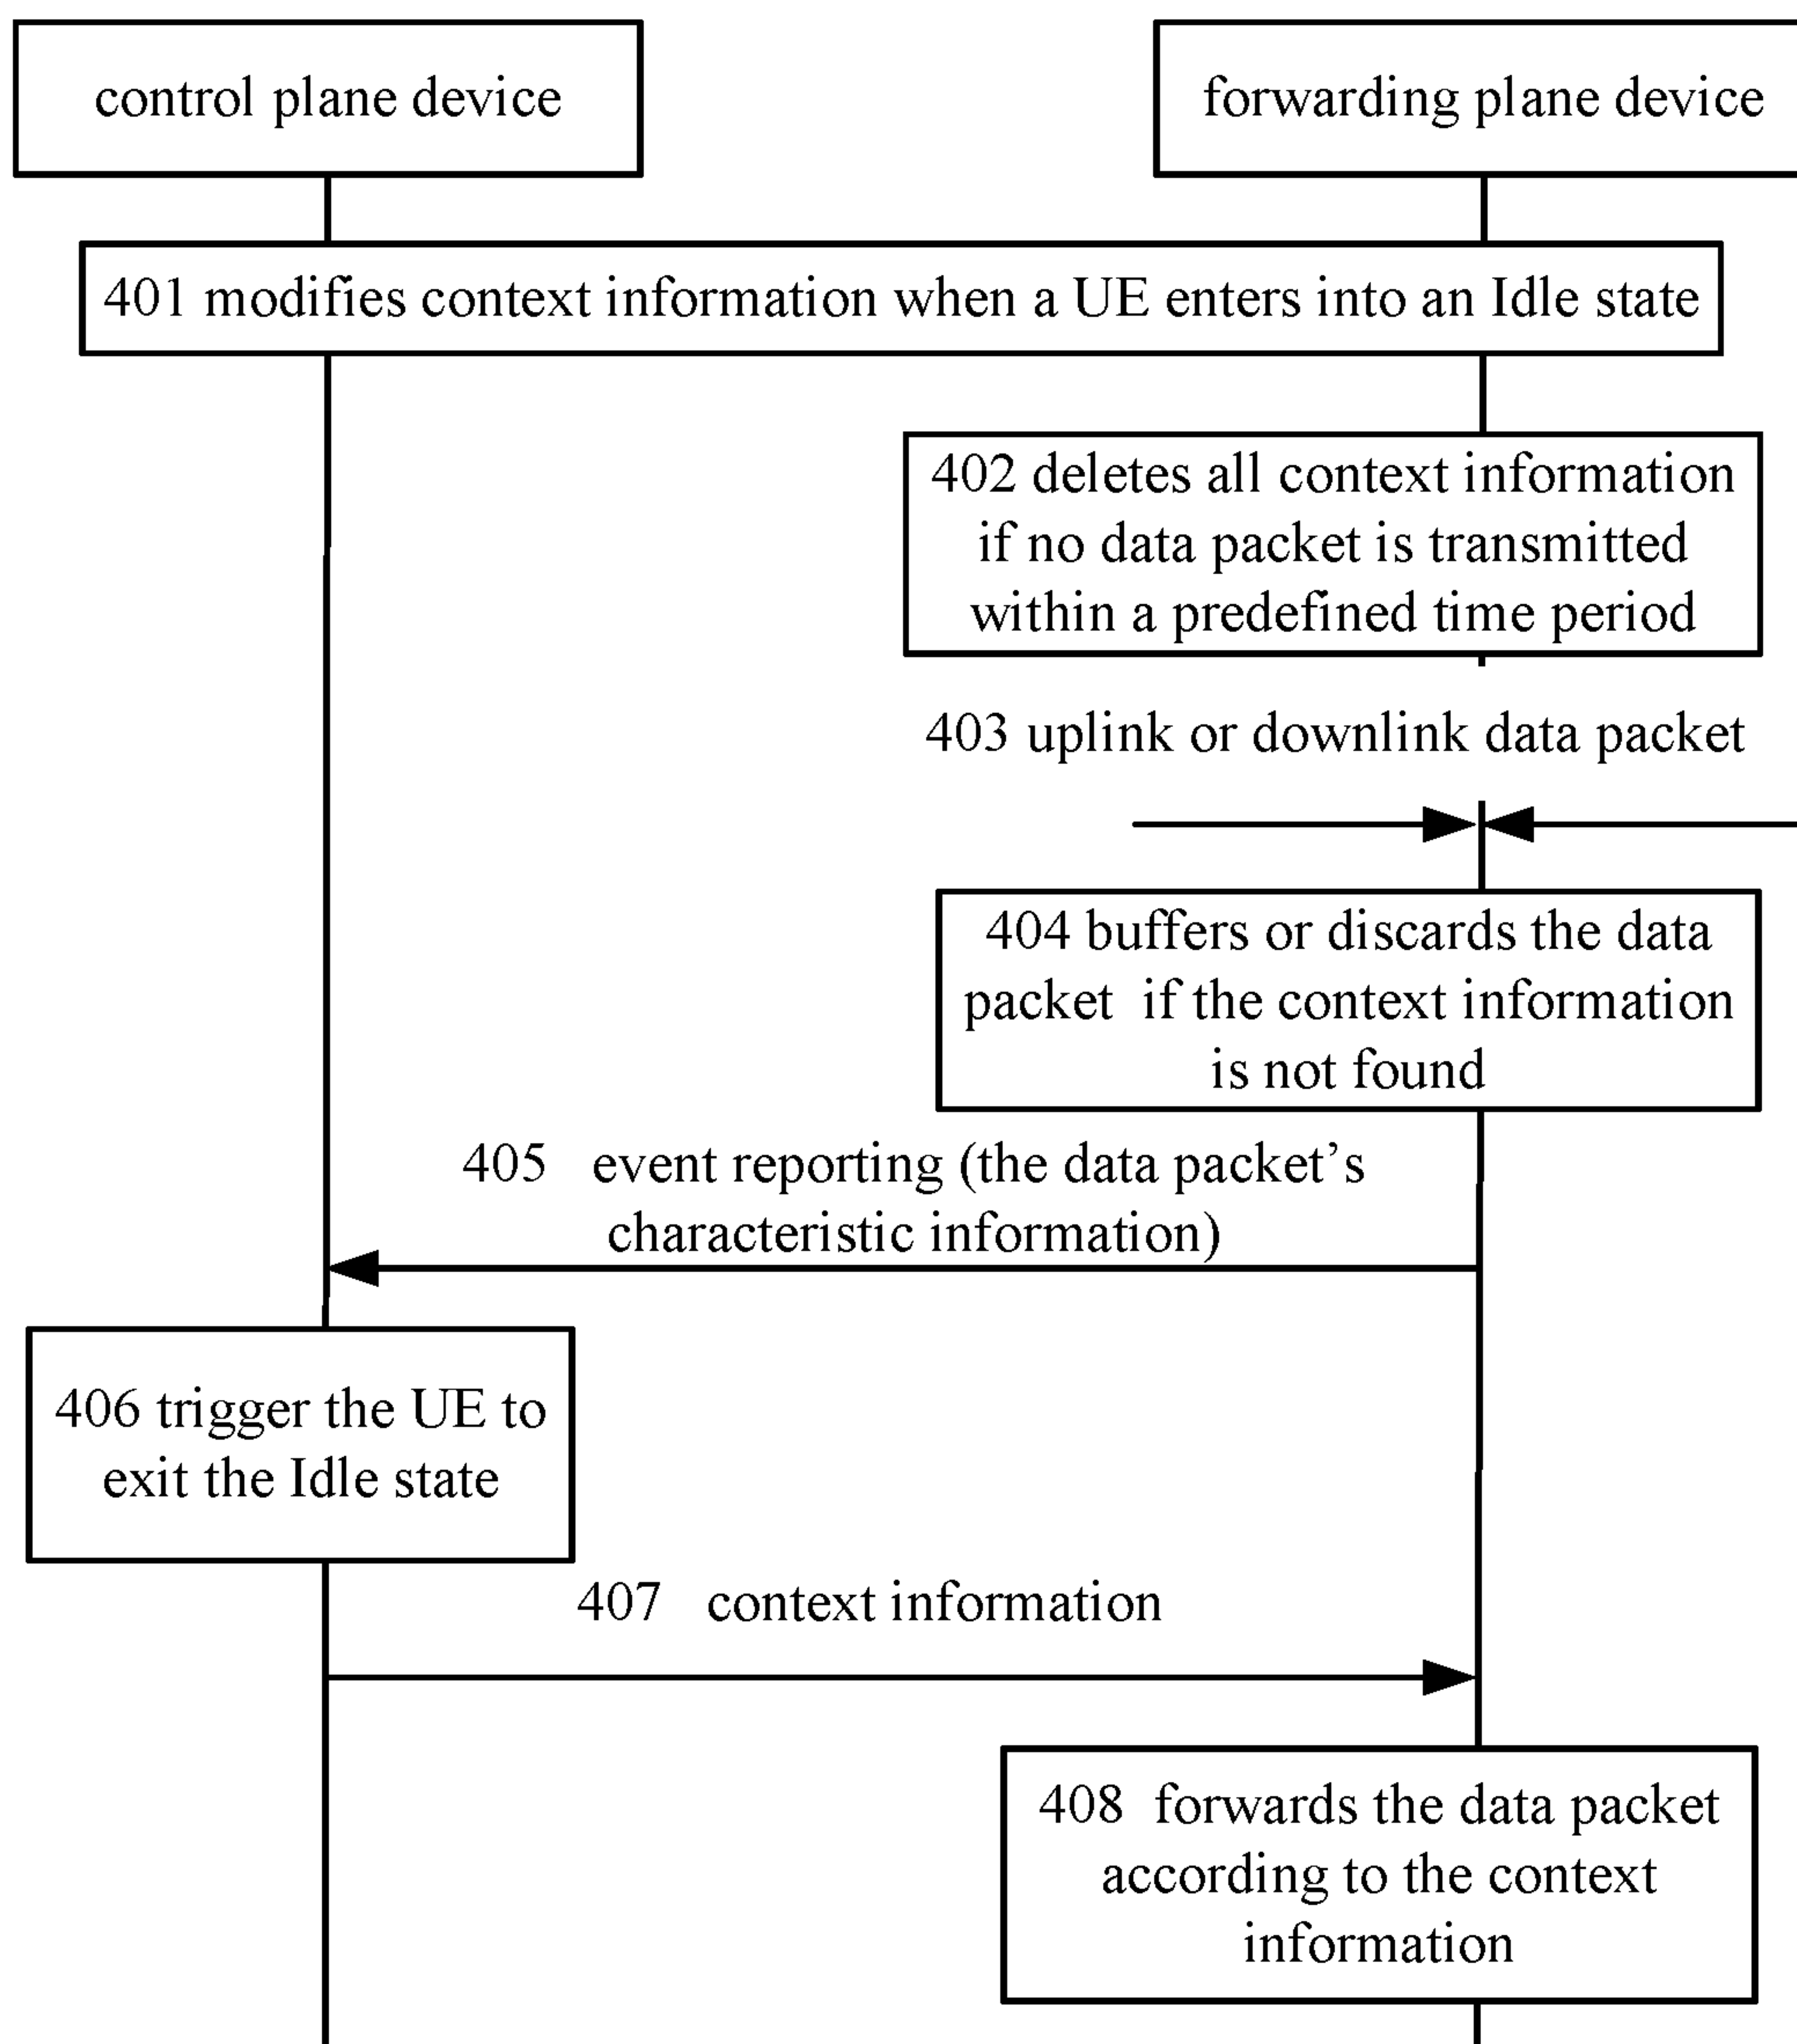 control plane device
forwarding plane device
401 modifies context information when a UE enters into an Idle state
402 deletes all context information
if no data packet is transmitted
within a predefined time period
403 uplink or downlink data packet
404 buffers or discards the data
packet if the context information
is not found
405 event reporting (the data packet’s
characteristic information)
406 trigger the UE to
exit the Idle state
407 context information
408 forwards the data packet
according to the context
information